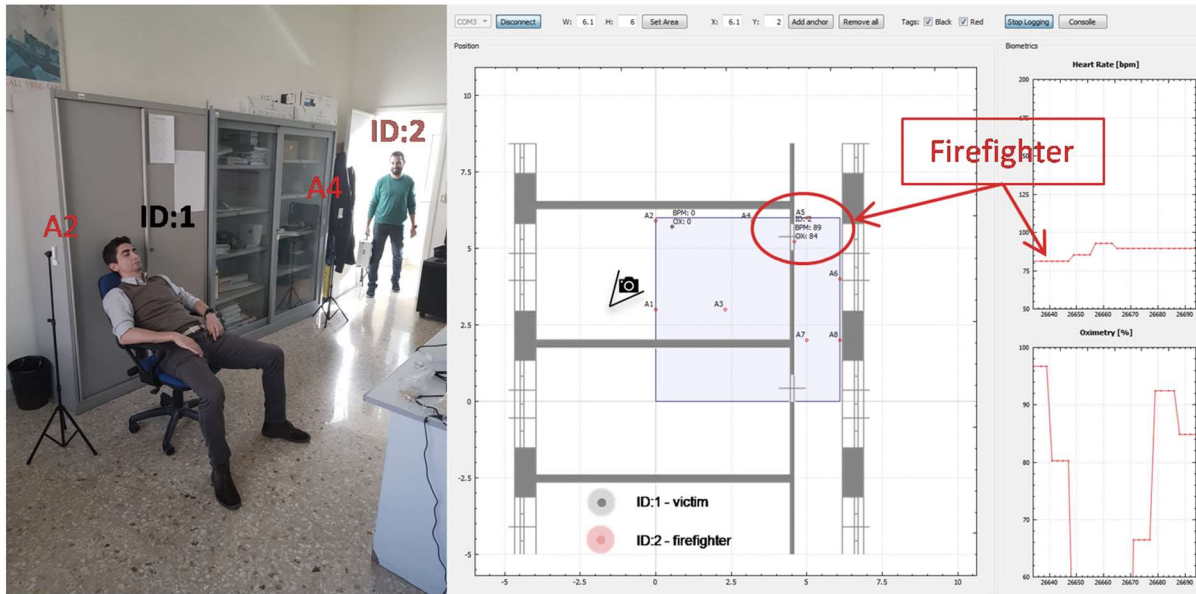 ALL 1988-198
ID:2
A4
ID:1
A2
COM3 Disconnect W: 6.1 H: 6 Set Area X: 6.1 Y: 2 Add anchor Remove all Tags: Black Red Stop Logging Consolle
Position
Biometrics
10
7.5
5
2.5
0
-2.5
-5
-5 -2.5 0 2.5 5 7.5 10
A2
BPM: 0
OX: 0
A4
A5
ID: 2
BPM: 89
OX: 84
A6
A1
A3
A7
A8
Firefighter
ID:1 - victim
ID:2 - firefighter
Heart Rate [bpm]
200
175
150
125
100
75
50
26640 26650 26660 26670 26680 26690
Oximetry [%]
100
90
80
70
60
26640 26650 26660 26670 26680 26690